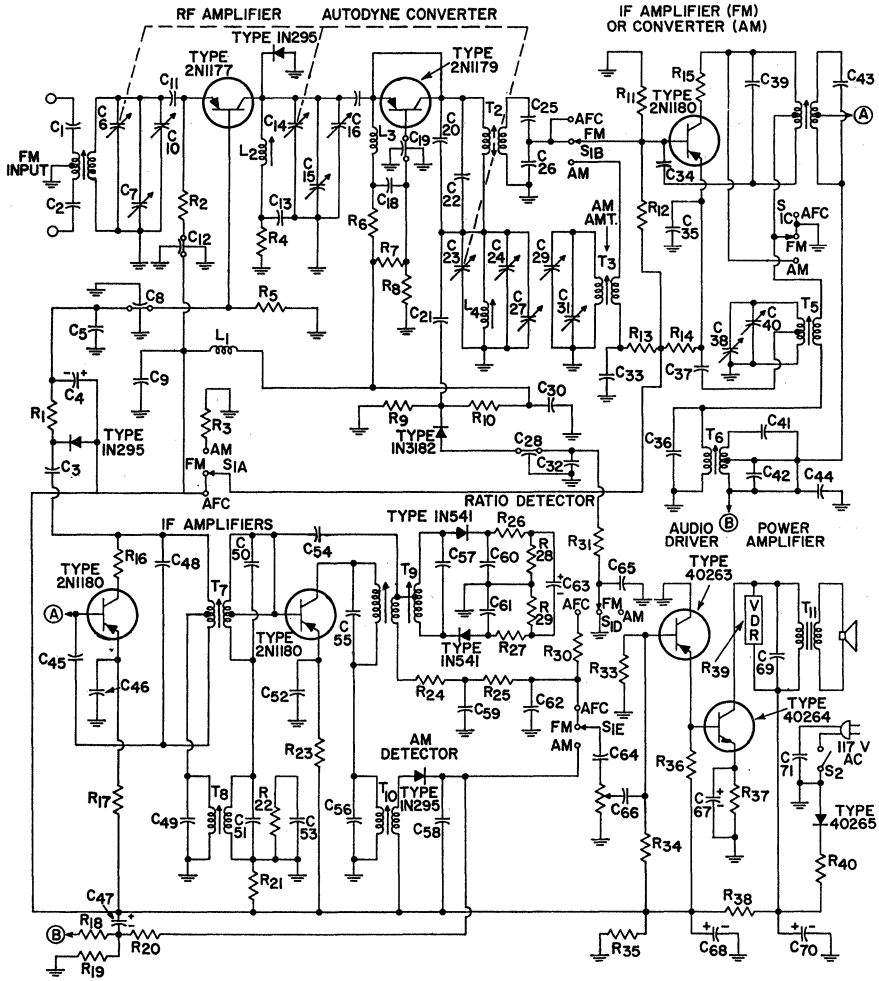 RF AMPLIFIER
AUTODYNE CONVERTER
IF AMPLIFIER (FM)
OR CONVERTER (AM)
TYPE IN295
TYPE
2N1177
TYPE
2N1179
R15
TYPE
2N1180
C11
C1
C6
C10
C14
C16
L3
C19
C20
T2
C25
AFC
FM
S1B
AM
R11
C34
C39
C43
A
FM
INPUT
C2
C7
R2
L2
C15
C13
C18
C22
C26
C12
R4
R6
R7
R8
C23
C24
C29
AM
ANT.
T3
R12
C35
S1C
AFC
FM
AM
C8
C5
R5
C21
L4
C27
C31
R13
R14
C38
C40
T5
L1
C9
C4
C33
C37
R1
TYPE
IN295
R3
AM
FM
S1A
AFC
R9
R10
C30
TYPE
IN3182
C28
C32
C36
T6
C41
C42
C44
B
C3
IF AMPLIFIERS
RATIO DETECTOR
TYPE IN541
R26
R31
AUDIO
DRIVER
POWER
AMPLIFIER
TYPE
2N1180
R16
C48
T7
C50
C54
T9
C57
C60
R28
C63
AFC
C65
FM
AM
S1D
TYPE
40263
VDR
T11
A
TYPE
2N1180
C55
C61
R29
TYPE
IN541
R27
R30
R33
R39
C69
C45
C46
C52
R24
R25
C59
C62
AFC
FM
S1E
AM
TYPE
40264
117 V
AC
R23
AM
DETECTOR
C64
R36
C71
S2
R17
C49
T8
C51
R22
C53
C56
T10
TYPE
IN295
C58
C66
C67
R37
TYPE
40265
R34
R40
R21
C47
R38
B
R18
R20
R19
R35
C68
C70